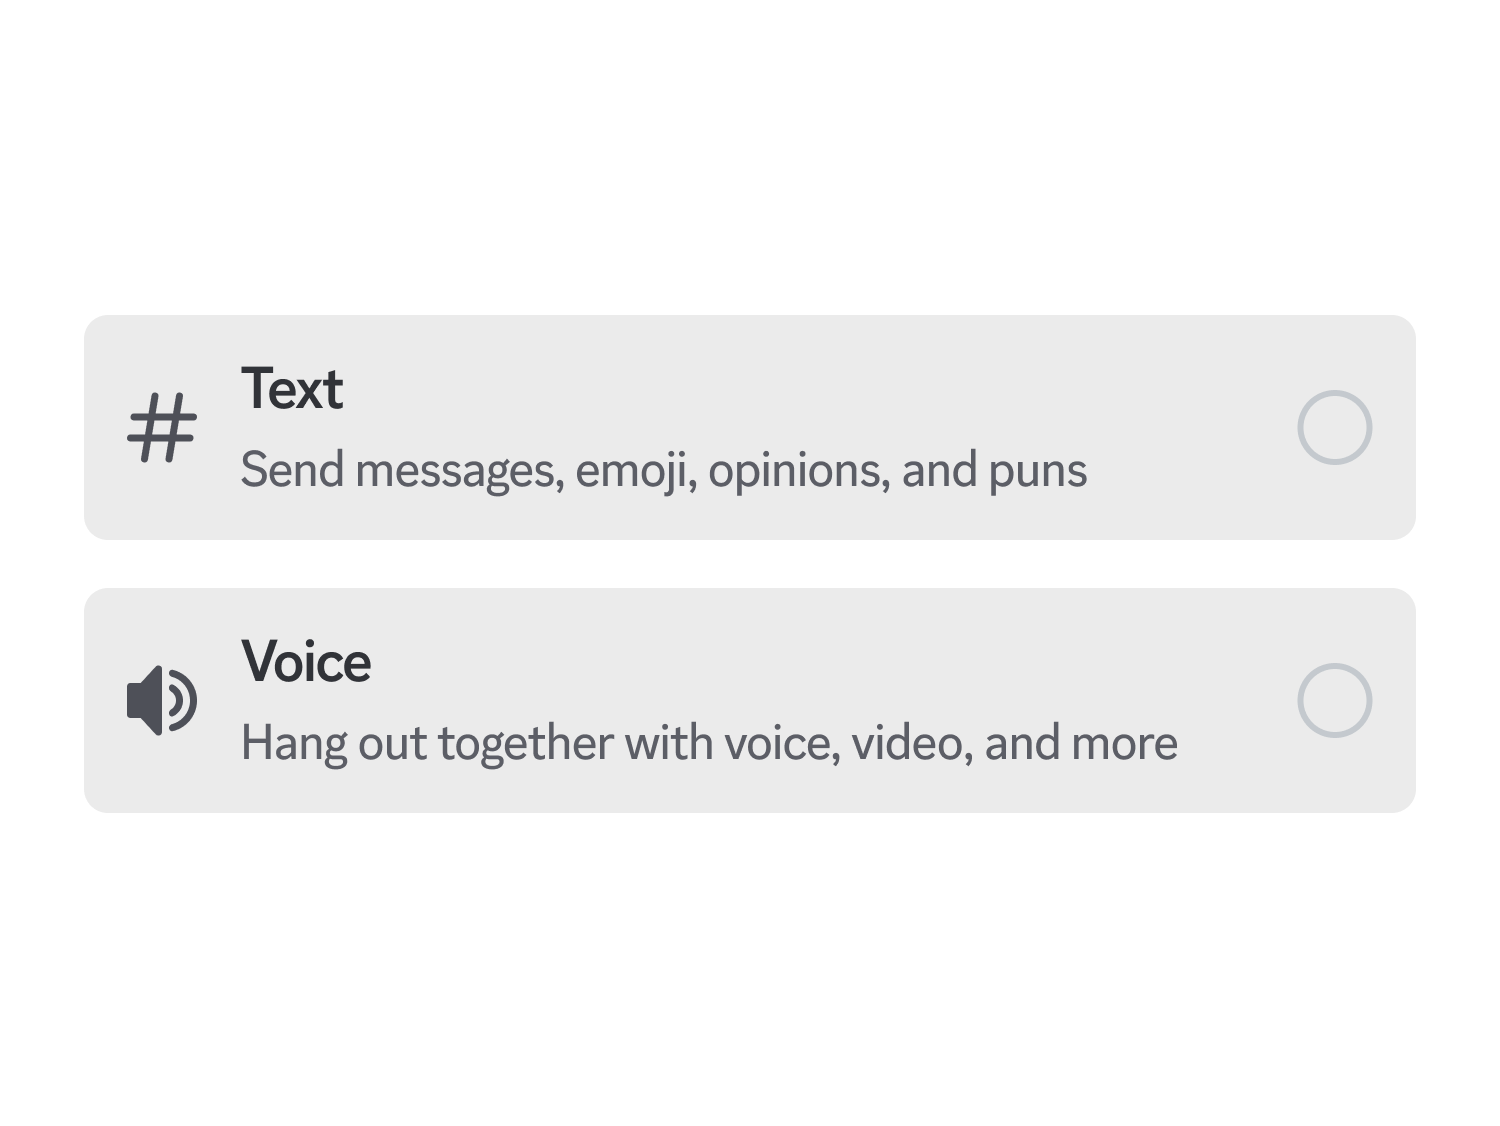 Text
Send messages, emoji, opinions, and puns
Voice
Hang out together with voice, video, and more